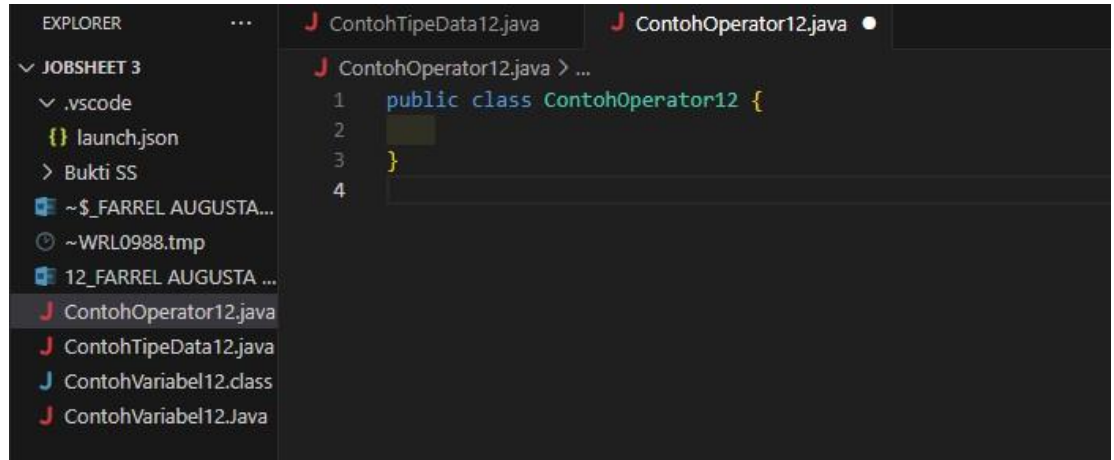 EXPLORER ...
JOBSHEET 3
.vscode
{} launch.json
Bukti SS
~$_FARREL AUGUSTA...
~WRL0988.tmp
12_FARREL AUGUSTA ...
J ContohOperator12.java
J ContohTipeData12.java
J ContohVariabel12.class
J ContohVariabel12.Java
J ContohTipeData12.java J ContohOperator12.java ●
J ContohOperator12.java > ...
1 public class ContohOperator12 {
2
3 }
4